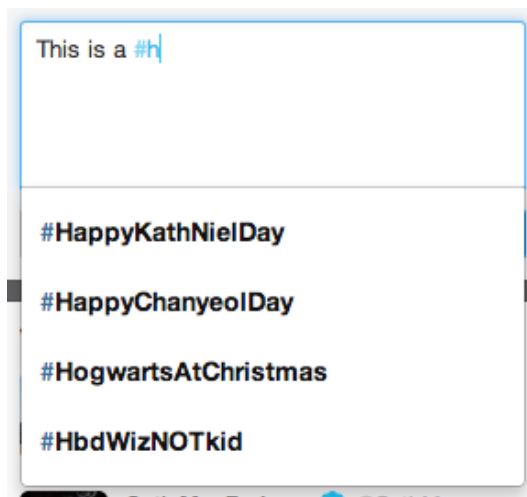 This is a #h
#HappyKathNielDay
#HappyChanyeolDay
#HogwartsAtChristmas
#HbdWizNOTkid